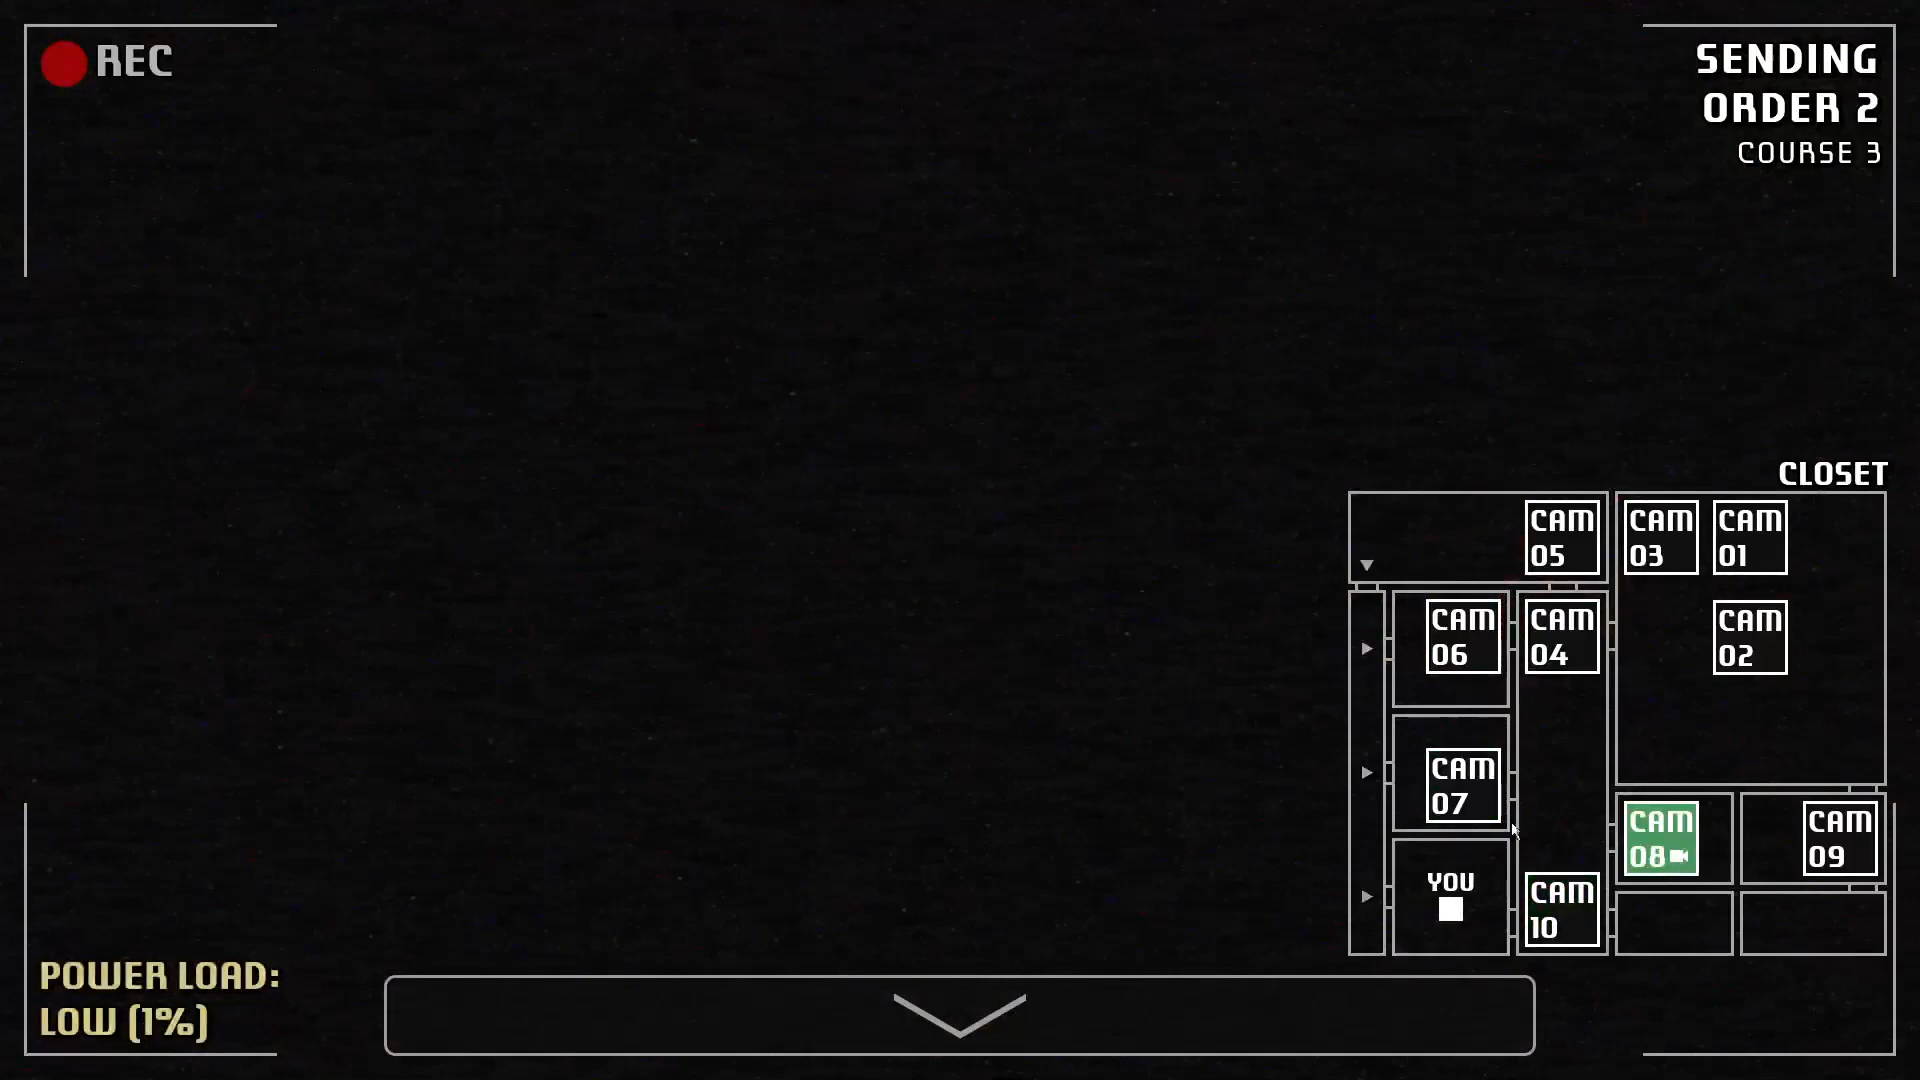 REC
SENDING
ORDER 2
COURSE 3
CLOSET
CAM
05
CAM
03
CAM
01
CAM
06
CAM
04
CAM
02
CAM
07
CAM
08
CAM
09
YOU
CAM
10
POWER LOAD:
LOW (1%)